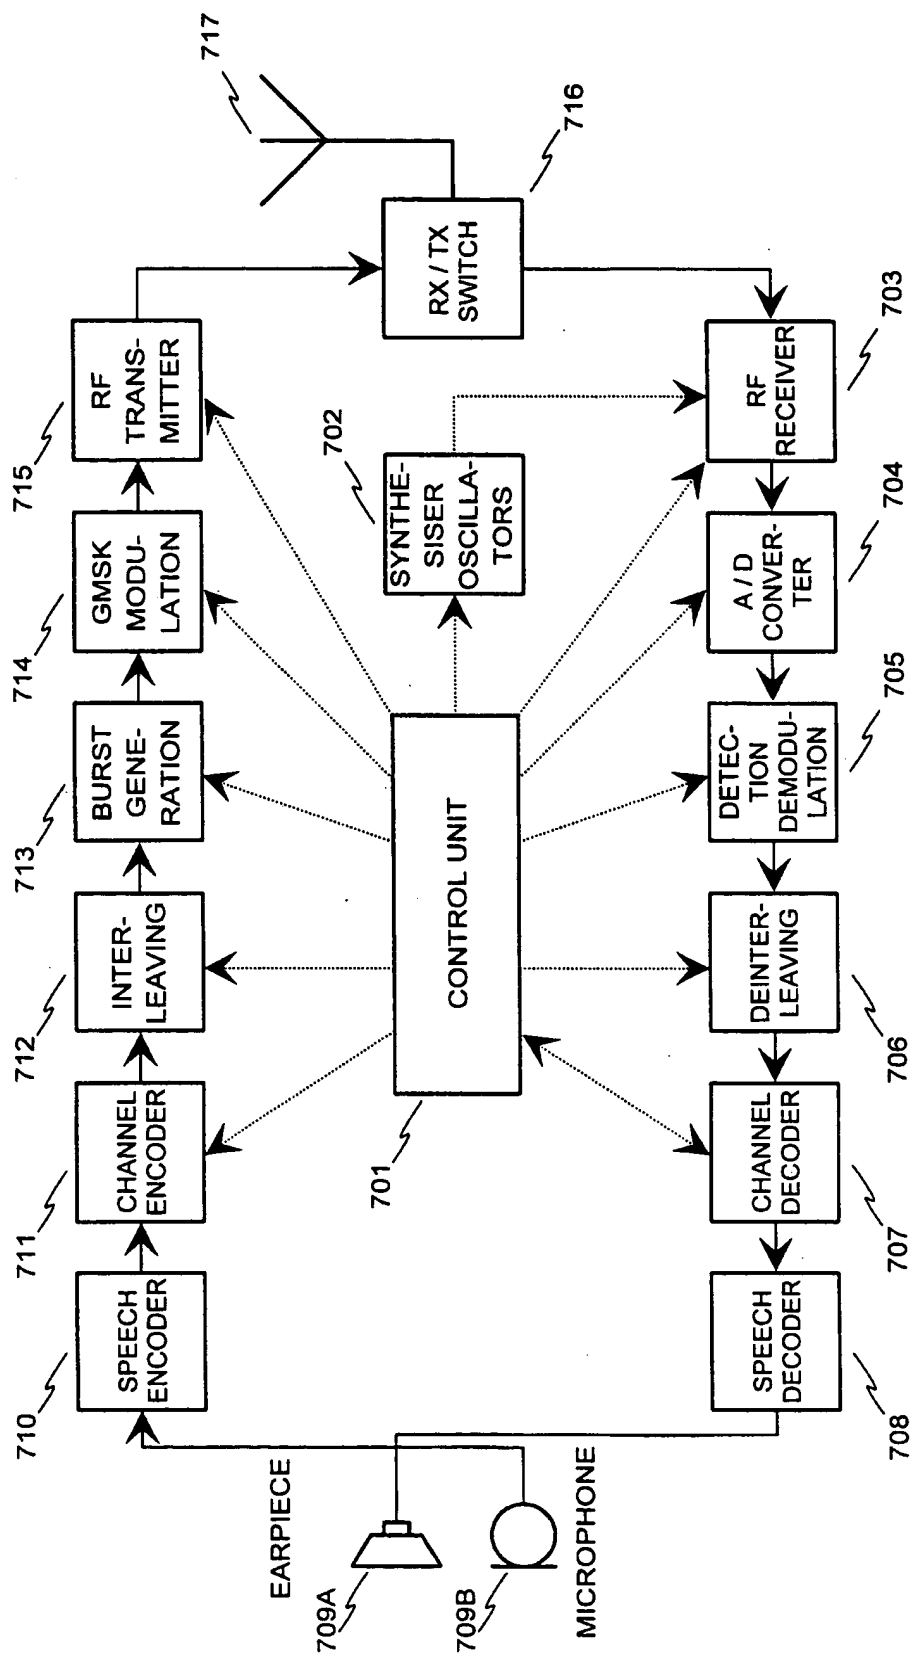 717
716
RX / TX
SWITCH
715
RF
TRANS-
MITTER
714
GMSK
MODU-
LATION
713
BURST
GENE-
RATION
712
INTER-
LEAVING
711
CHANNEL
ENCODER
710
SPEECH
ENCODER
702
SYNTHE-
SISER
OSCILLA-
TORS
701
CONTROL UNIT
703
RF
RECEIVER
704
A / D
CONVER-
TER
705
DETEC-
TION
DEMODU-
LATION
706
DEINTER-
LEAVING
707
CHANNEL
DECODER
708
SPEECH
DECODER
EARPIECE
709A
709B
MICROPHONE